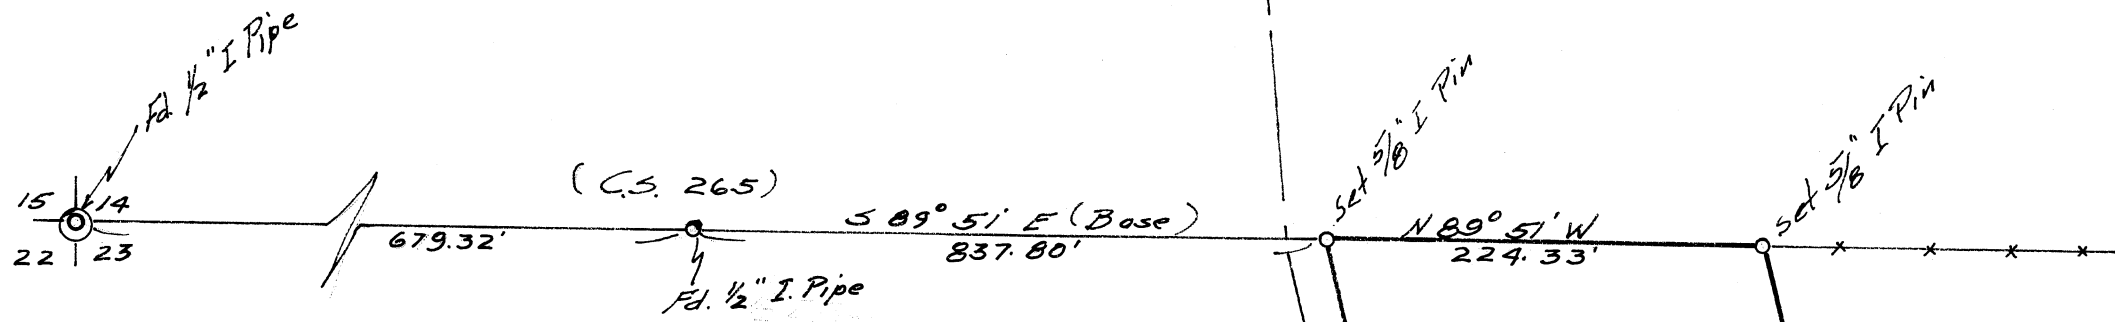 Fd. 1/2" I Pipe
15 14
22 23
679.32'
(C.S. 265)
Fd. 1/2" I. Pipe
S 89° 51' E (Base)
837.80'
set 5/8" I Pin
N 89° 51' W
224.33'
set 5/8" I Pin